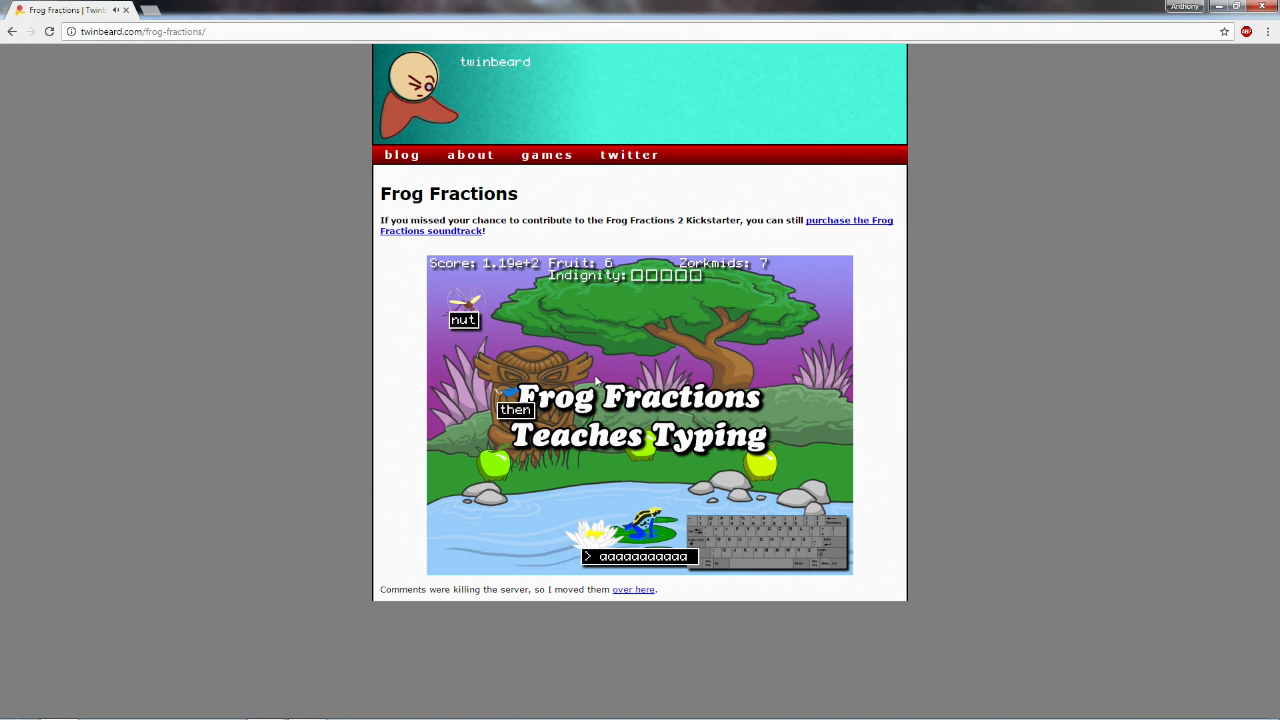 Frog Fractions | Twinb
Anthony
twinbeard.com/frog-fractions/
ABP
twinbeard
blog about games twitter
Frog Fractions
If you missed your chance to contribute to the Frog Fractions 2 Kickstarter, you can still purchase the Frog
Fractions soundtrack!
Score: 1.19e+2 Fruit: 6 Zorkmids: 7
Indignity:
nut
then
Frog Fractions
Teaches Typing
> aaaaaaaaaaa
Comments were killing the server, so I moved them over here.